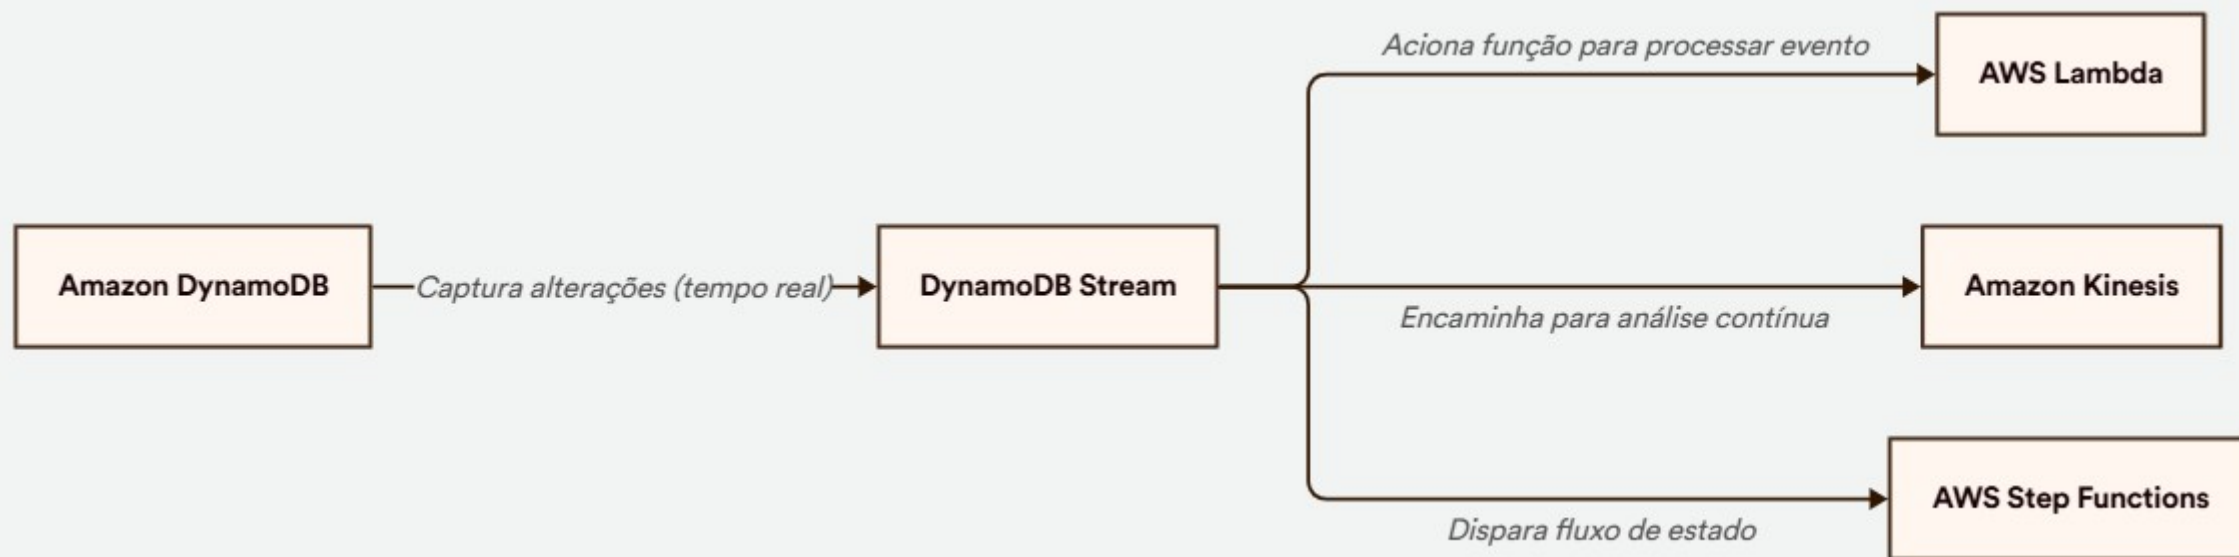 Aciona função para processar evento
AWS Lambda
Amazon DynamoDB
Captura alterações (tempo real)
DynamoDB Stream
Amazon Kinesis
Encaminha para análise contínua
AWS Step Functions
Dispara fluxo de estado